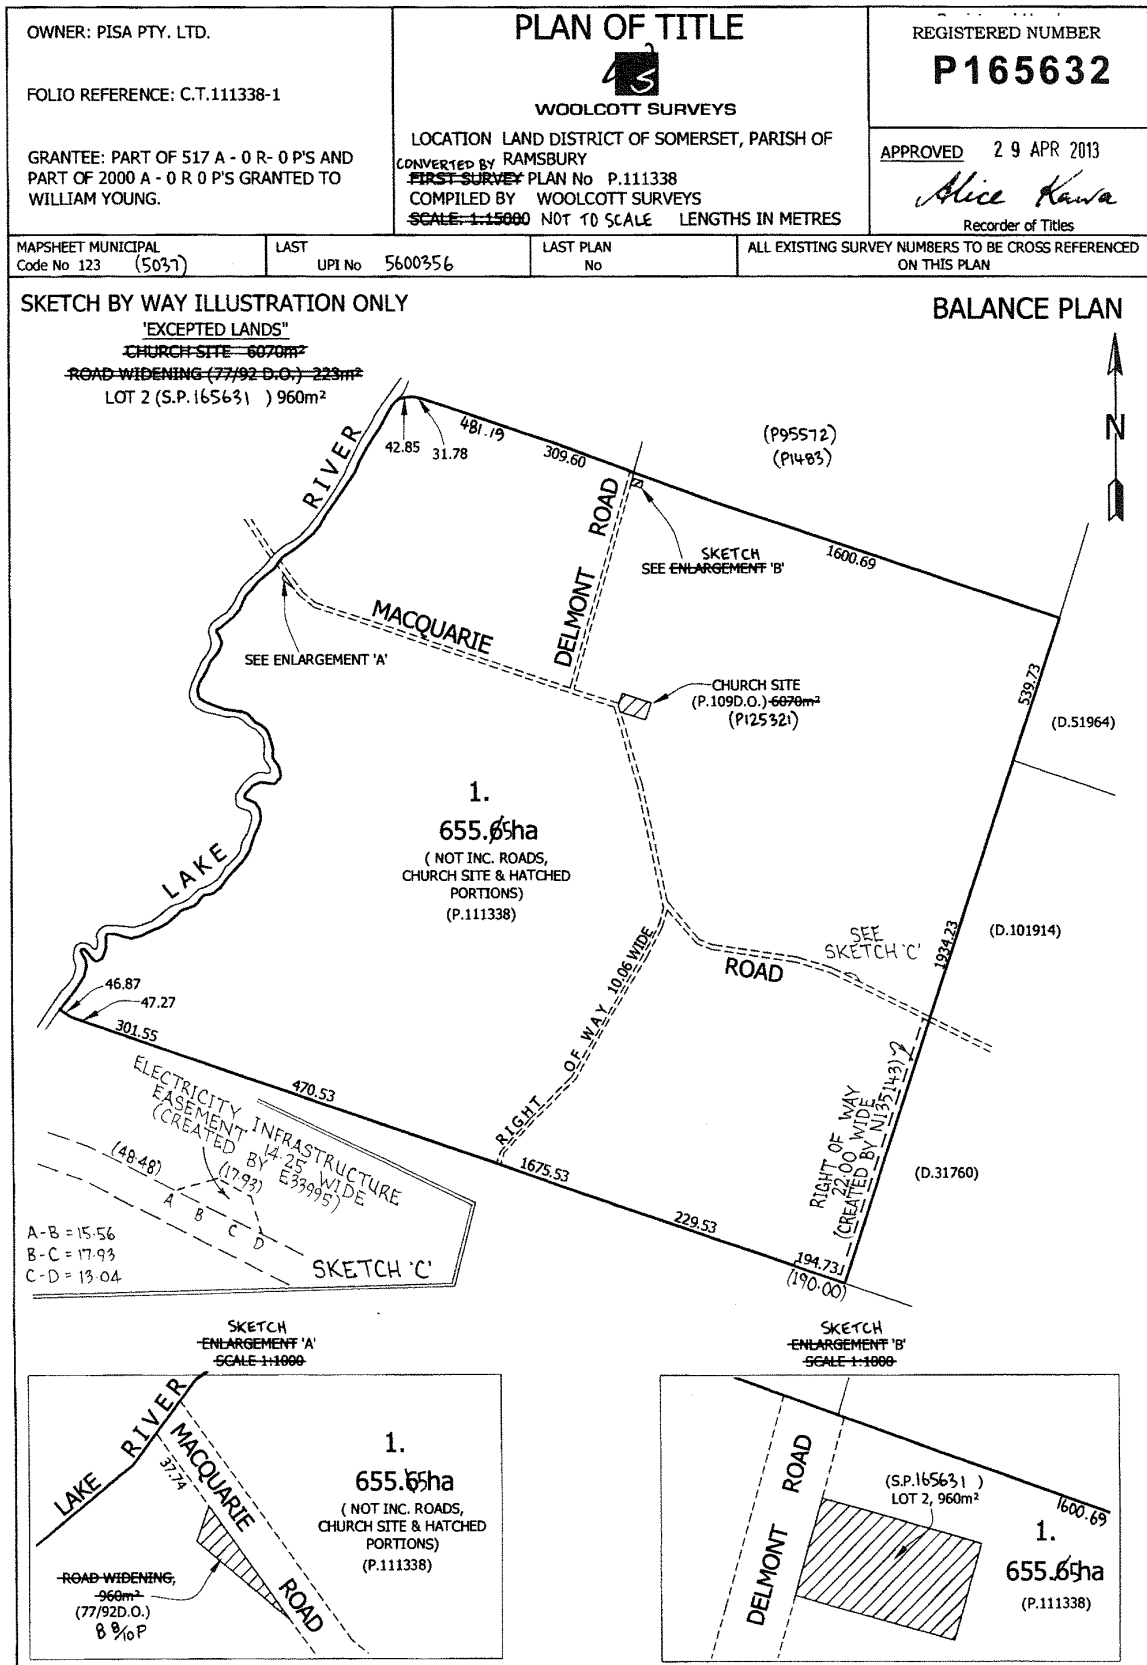 OWNER: PISA PTY. LTD.
FOLIO REFERENCE: C.T.111338-1
GRANTEE: PART OF 517 A - 0 R- 0 P'S AND
PART OF 2000 A - 0 R 0 P'S GRANTED TO
WILLIAM YOUNG.
PLAN OF TITLE
WOOLCOTT SURVEYS
LOCATION LAND DISTRICT OF SOMERSET, PARISH OF
RAMSBURY
CONVERTED BY
FIRST SURVEY PLAN No P.111338
COMPILED BY WOOLCOTT SURVEYS
SCALE: 1:15000 NOT TO SCALE LENGTHS IN METRES
REGISTERED NUMBER
P165632
APPROVED 29 APR 2013
Alice Kawa
Recorder of Titles
MAPSHEET MUNICIPAL
Code No 123 (5037)
LAST
UPI No 5600356
LAST PLAN
No
ALL EXISTING SURVEY NUMBERS TO BE CROSS REFERENCED
ON THIS PLAN
SKETCH BY WAY ILLUSTRATION ONLY
'EXCEPTED LANDS"
CHURCH SITE 6070m²
ROAD WIDENING (77/92 D.O.) 223m²
LOT 2 (S.P.165631 ) 960m²
BALANCE PLAN
N
RIVER
42.85
31.78
481.19
309.60
(P95572)
(P1483)
DELMONT ROAD
SKETCH
SEE ENLARGEMENT 'B'
1600.69
MACQUARIE
SEE ENLARGEMENT 'A'
CHURCH SITE
(P.109D.O.) 6070m²
(P125321)
539.73
(D.51964)
1.
655.65ha
( NOT INC. ROADS,
CHURCH SITE & HATCHED
PORTIONS)
(P.111338)
LAKE
SEE
SKETCH 'C'
ROAD
1934.23
(D.101914)
46.87
47.27
301.55
470.53
RIGHT OF WAY 10.06 WIDE
1675.53
229.53
194.73
(190.00)
RIGHT OF WAY
22.00 WIDE
(CREATED BY N135143)
(D.31760)
ELECTRICITY INFRASTRUCTURE
EASEMENT 14.25 WIDE
(CREATED BY E33995)
(48.48)
(17.93)
A
B
C
D
A-B = 15.56
B-C = 17.93
C-D = 13.04
SKETCH 'C'
SKETCH
ENLARGEMENT 'A'
SCALE 1:1000
LAKE RIVER
MACQUARIE ROAD
37.74
1.
655.65ha
( NOT INC. ROADS,
CHURCH SITE & HATCHED
PORTIONS)
(P.111338)
ROAD WIDENING,
960m²
(77/92D.O.)
8 8/10 P
SKETCH
ENLARGEMENT 'B'
SCALE 1:1000
DELMONT ROAD
(S.P.165631 )
LOT 2, 960m²
1600.69
1.
655.65ha
(P.111338)